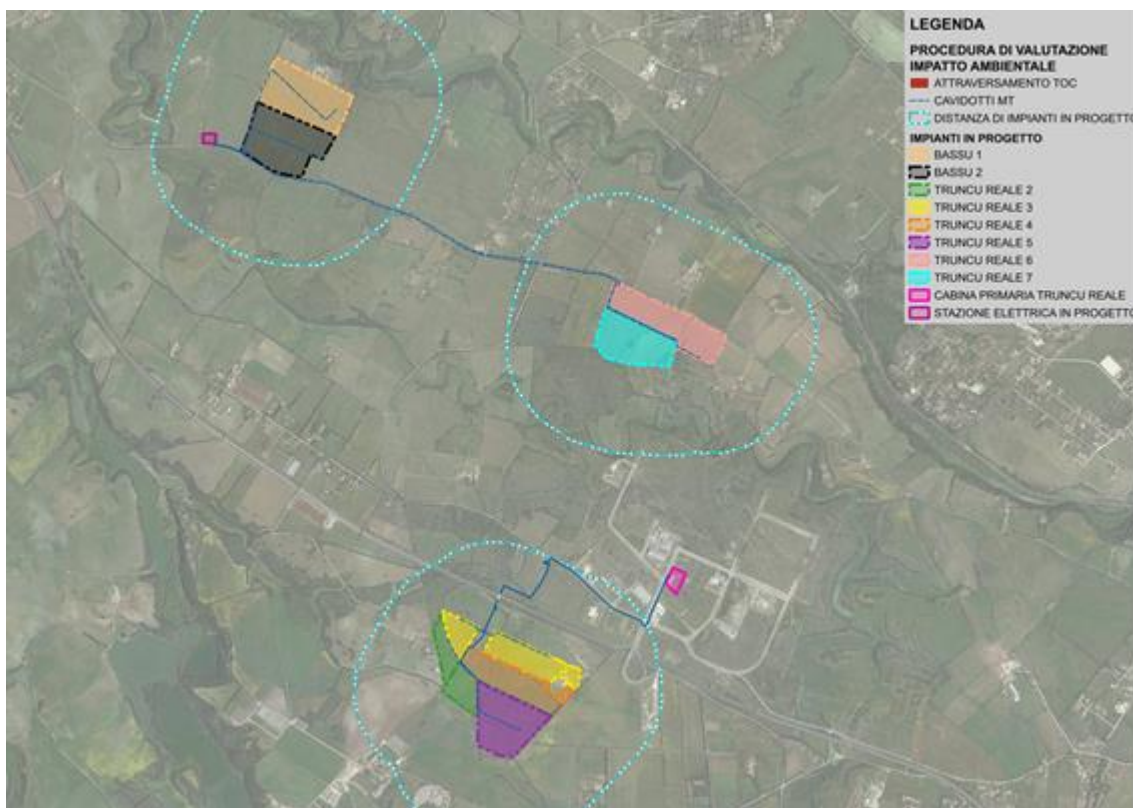 LEGENDA
PROCEDURA DI VALUTAZIONE
IMPATTO AMBIENTALE
ATTRAVERSAMENTO TOC
CAVIDOTTI MT
DISTANZA DI IMPIANTI IN PROGETTO
IMPIANTI IN PROGETTO
BASSU 1
BASSU 2
TRUNCU REALE 2
TRUNCU REALE 3
TRUNCU REALE 4
TRUNCU REALE 5
TRUNCU REALE 6
TRUNCU REALE 7
CABINA PRIMARIA TRUNCU REALE
STAZIONE ELETTRICA IN PROGETTO